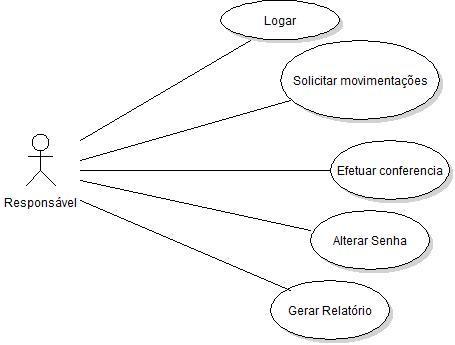 Logar
Solicitar movimentações
Efetuar conferencia
Responsável
Alterar Senha
Gerar Relatório